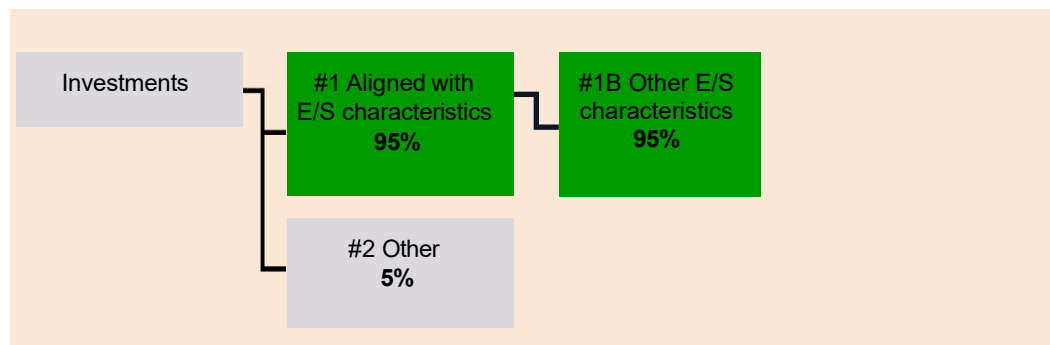 Investments
#1 Aligned with
E/S characteristics
95%
#1B Other E/S
characteristics
95%
#2 Other
5%